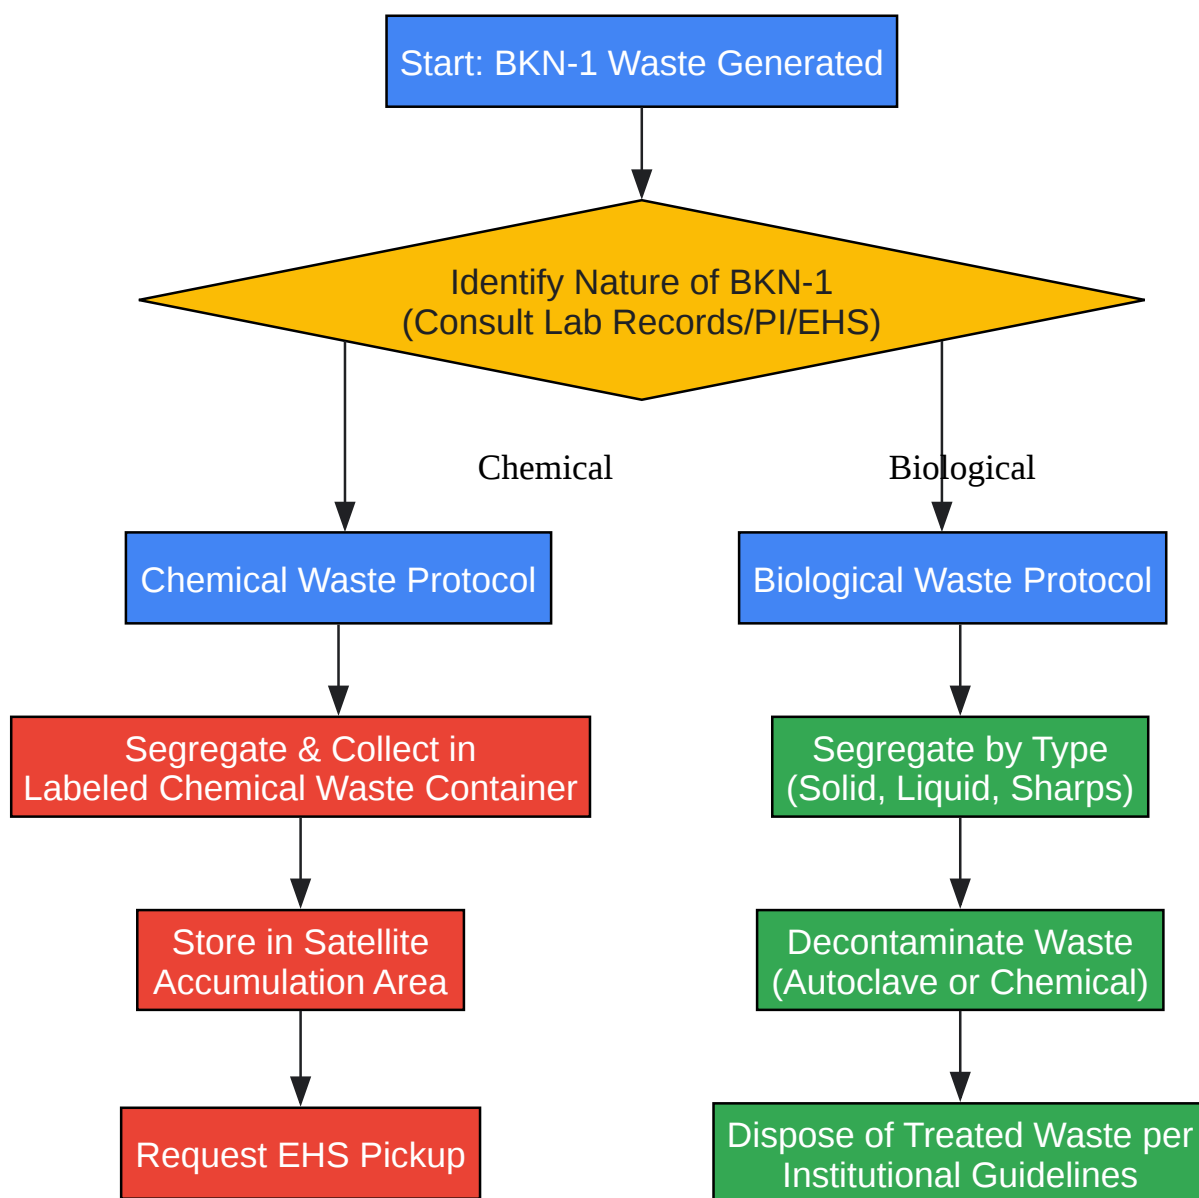 Start: BKN-1 Waste Generated
Identify Nature of BKN-1
(Consult Lab Records/PI/EHS)
Chemical
Biological
Chemical Waste Protocol
Biological Waste Protocol
Segregate & Collect in
Labeled Chemical Waste Container
Segregate by Type
(Solid, Liquid, Sharps)
Store in Satellite
Accumulation Area
Decontaminate Waste
(Autoclave or Chemical)
Request EHS Pickup
Dispose of Treated Waste per
Institutional Guidelines